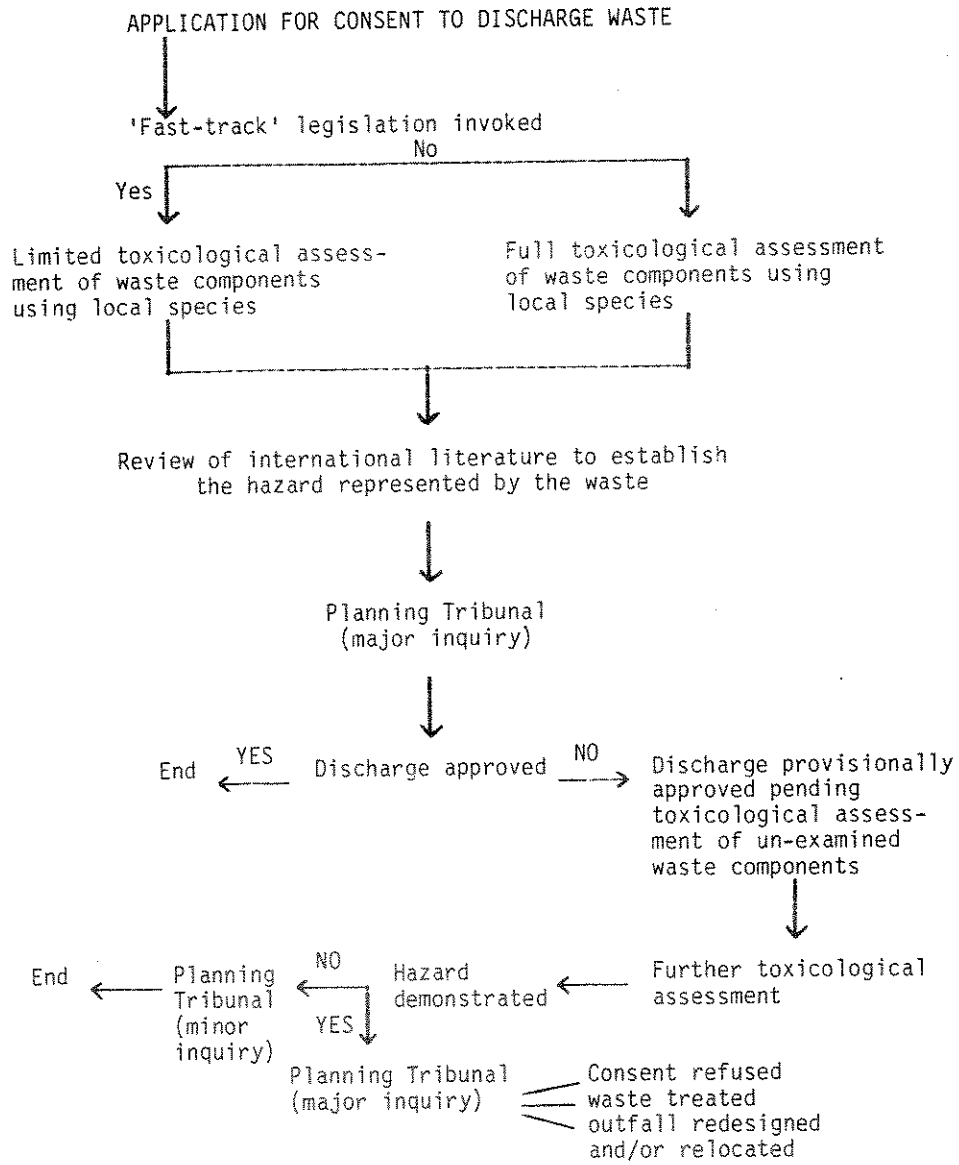 APPLICATION FOR CONSENT TO DISCHARGE WASTE
'Fast-track' legislation invoked
No
Yes
Limited toxicological assess-
ment of waste components
using local species
Full toxicological assessment
of waste components using
local species
Review of international literature to establish
the hazard represented by the waste
Planning Tribunal
(major inquiry)
End
YES
Discharge approved
NO
Discharge provisionally
approved pending
toxicological assess-
ment of un-examined
waste components
Further toxicological
assessment
Hazard
demonstrated
NO
YES
Planning
Tribunal
(minor
inquiry)
End
Planning Tribunal
(major inquiry)
Consent refused
waste treated
outfall redesigned
and/or relocated